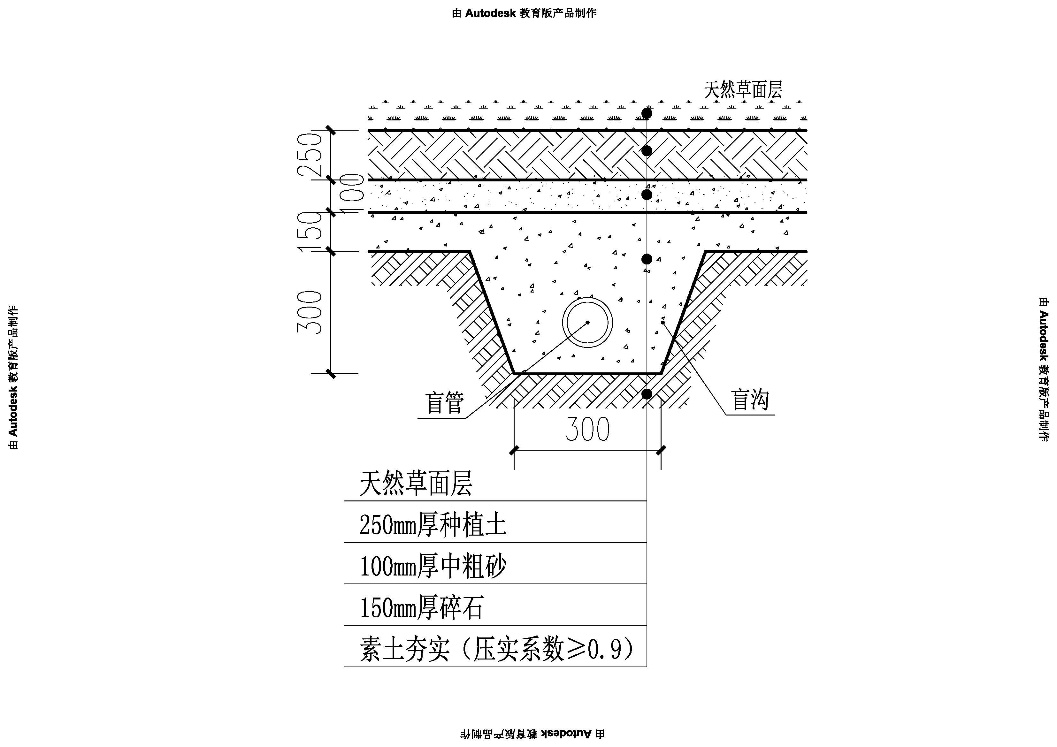 由 Autodesk 教育版产品制作
天然草面层
250
100
150
300
盲管
盲沟
300
天然草面层
250mm厚种植土
100mm厚中粗砂
150mm厚碎石
素土夯实（压实系数≥0.9）
由 Autodesk 教育版产品制作
由 Autodesk 教育版产品制作
由 Autodesk 教育版产品制作